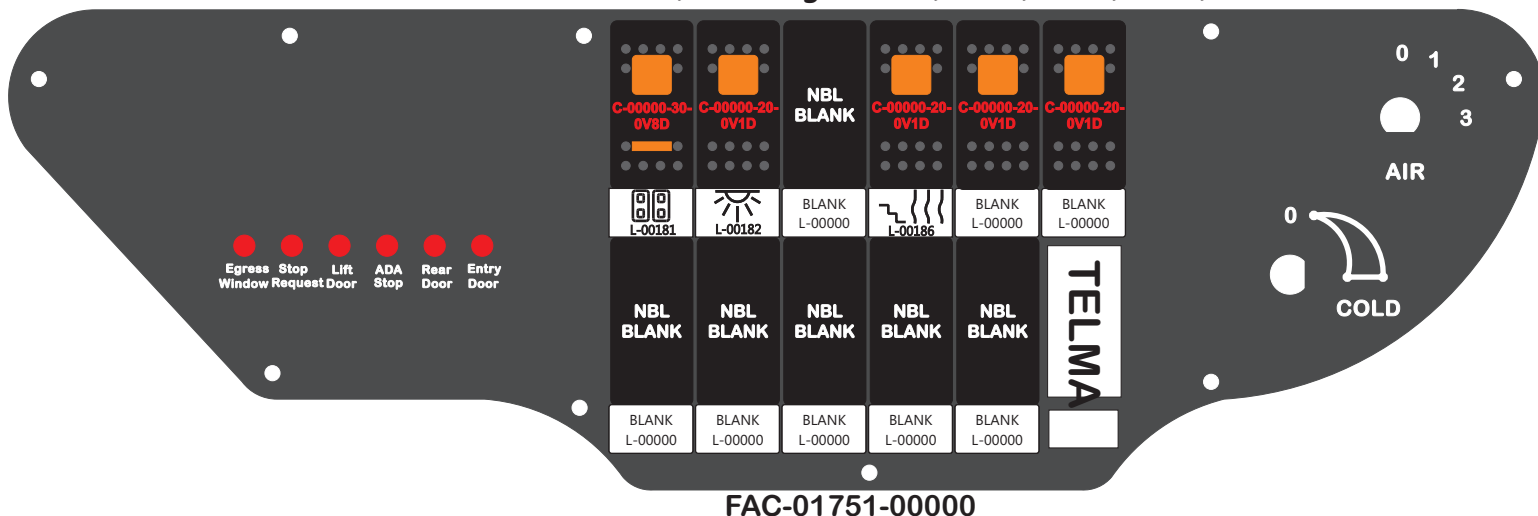 C-00000-30-
0V8D
C-00000-20-
0V1D
NBL
BLANK
C-00000-20-
0V1D
C-00000-20-
0V1D
C-00000-20-
0V1D
0
1
2
3
AIR
L-00181
L-00182
BLANK
L-00000
L-00186
BLANK
L-00000
BLANK
L-00000
0
COLD
Egress
Window
Stop
Request
Lift
Door
ADA
Stop
Rear
Door
Entry
Door
NBL
BLANK
NBL
BLANK
NBL
BLANK
NBL
BLANK
NBL
BLANK
TELMA
BLANK
L-00000
BLANK
L-00000
BLANK
L-00000
BLANK
L-00000
BLANK
L-00000
FAC-01751-00000